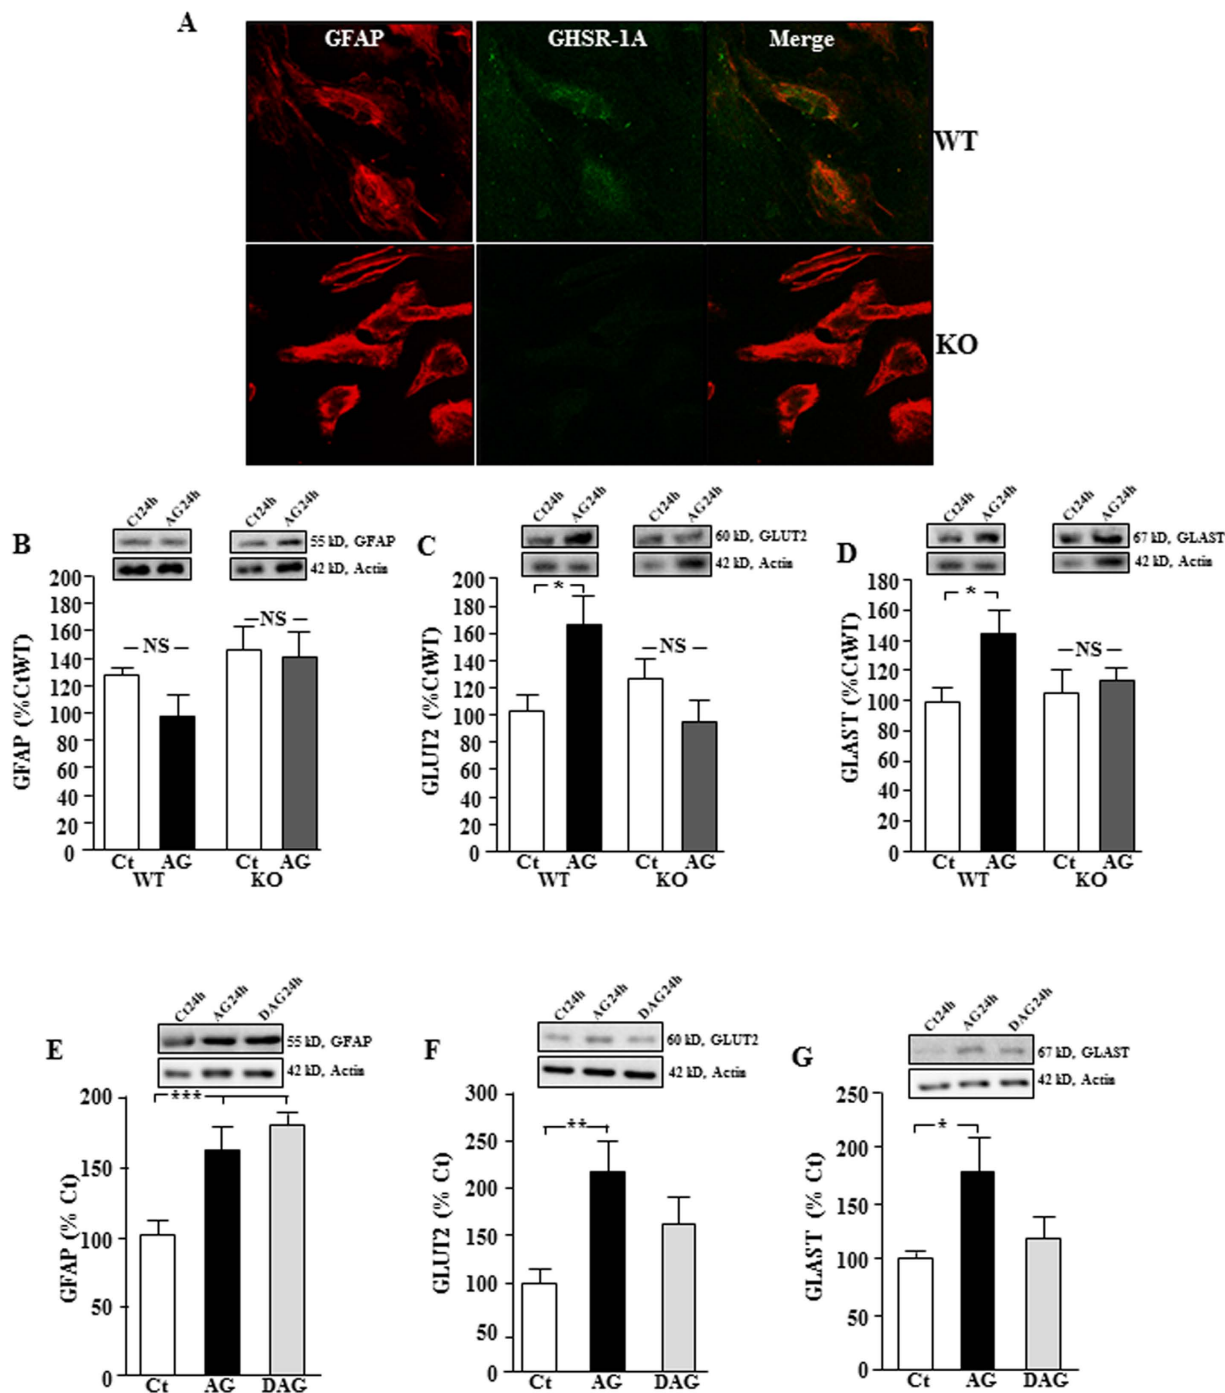 A
GFAP GHSR-1A Merge
WT
KO
B
Ct24h AG24h Ct24h AG24h
55 kD, GFAP
42 kD, Actin
GFAP (%CtWT)
200
180
160
140
120
100
80
60
40
20
0
NS NS
Ct AG Ct AG
WT KO
C
Ct24h AG24h Ct24h AG24h
60 kD, GLUT2
42 kD, Actin
GLUT2 (%CtWT)
200
180
160
140
120
100
80
60
40
20
0
* NS
Ct AG Ct AG
WT KO
D
Ct24h AG24h Ct24h AG24h
67 kD, GLAST
42 kD, Actin
GLAST (%CtWT)
180
160
140
120
100
80
60
40
20
0
* NS
Ct AG Ct AG
WT KO
E
Ct24h AG24h DAG24h
55 kD, GFAP
42 kD, Actin
GFAP (% Ct)
200
150
100
50
0
***
Ct AG DAG
F
Ct24h AG24h DAG24h
60 kD, GLUT2
42 kD, Actin
GLUT2 (% Ct)
300
250
200
150
100
50
0
**
Ct AG DAG
G
Ct24h AG24h DAG24h
67 kD, GLAST
42 kD, Actin
GLAST (% Ct)
250
200
150
100
50
0
*
Ct AG DAG